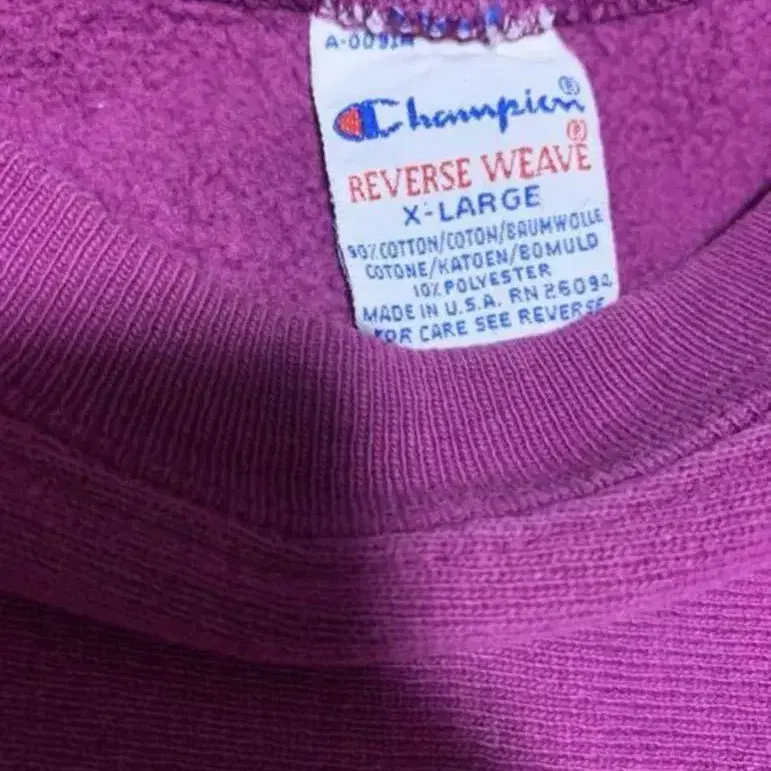 A-0091A
Champion®
REVERSE WEAVE®
X-LARGE
90% COTTON/COTON/BAUMWOLLE
COTONE/KATOEN/BOMULD
10% POLYESTER
MADE IN U.S.A. RN 26094
FOR CARE SEE REVERSE